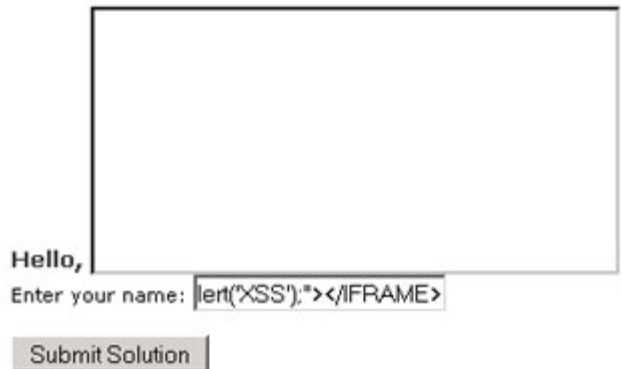 Hello,
Enter your name: lert('XSS');"></IFRAME>
Submit Solution